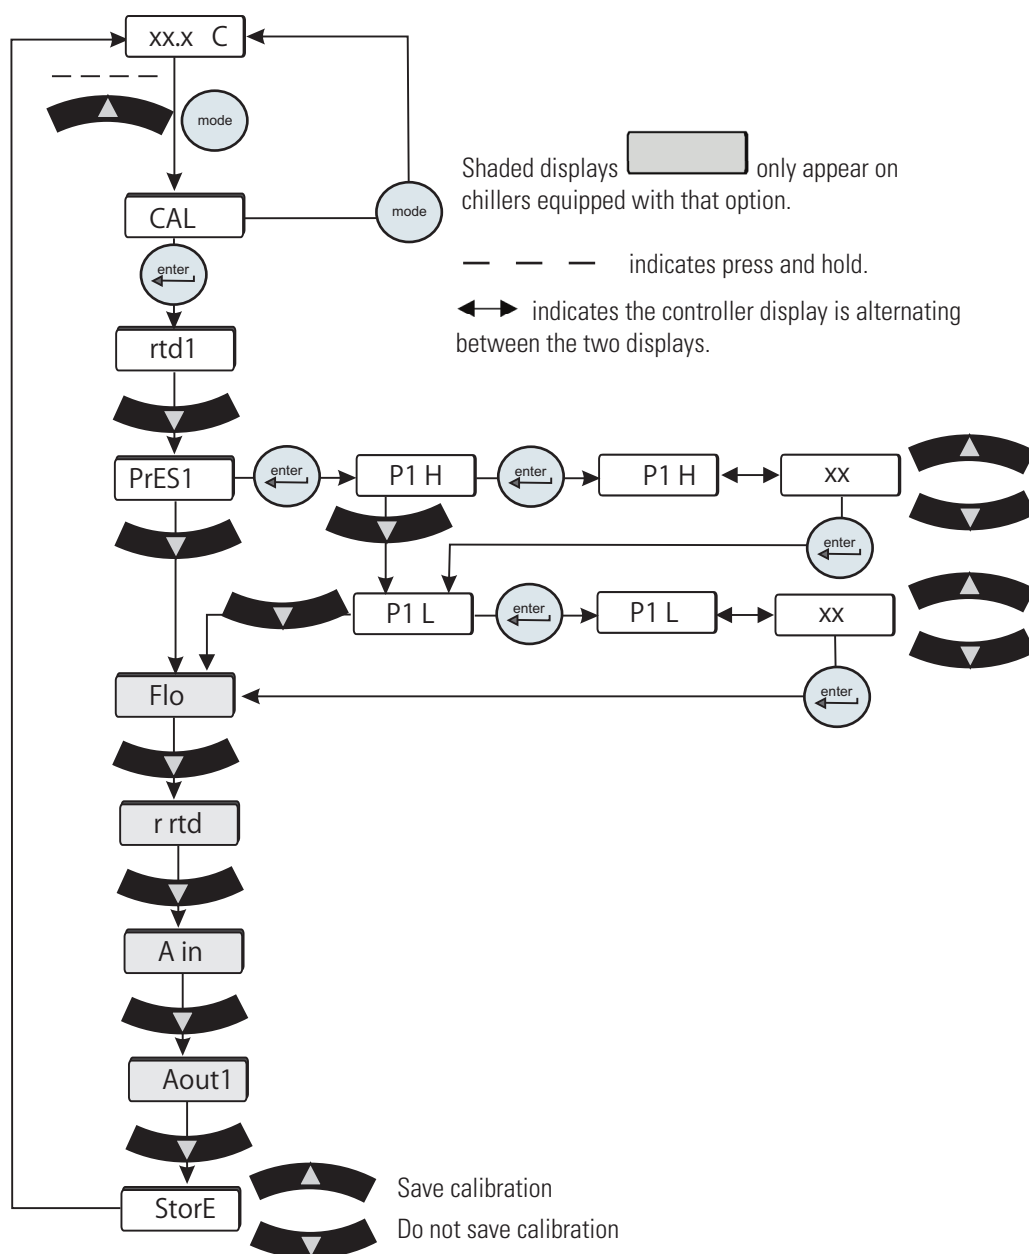 xx.x C
mode
Shaded displays only appear on
chillers equipped with that option.
CAL
mode
enter
indicates press and hold.
indicates the controller display is alternating
between the two displays.
rtd1
PrES1
enter
P1 H
enter
P1 H
xx
enter
P1 L
enter
P1 L
xx
enter
Flo
r rtd
A in
Aout1
StorE
Save calibration
Do not save calibration